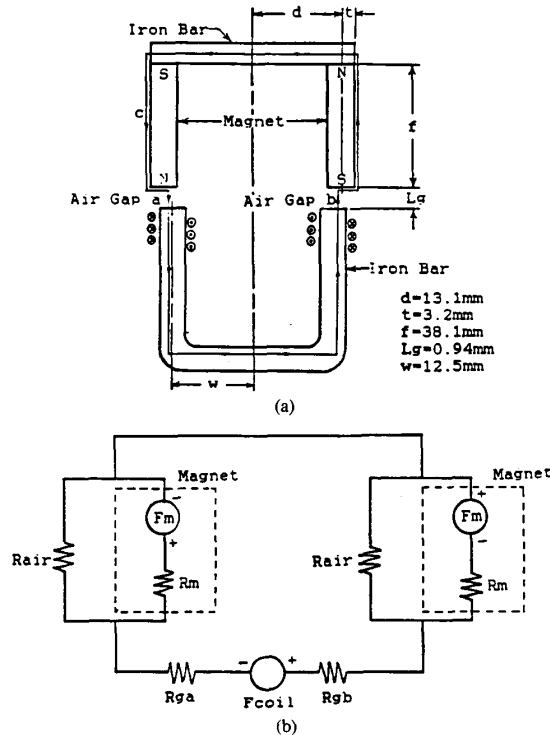 d
t
Iron Bar
S
N
c
Magnet
f
N
S
Air Gap a
Air Gap b
Lg
Iron Bar
d=13.1mm
t=3.2mm
f=38.1mm
Lg=0.94mm
w=12.5mm
w
(a)
Magnet
Magnet
-
+
Fm
Fm
+
-
Rair
Rm
Rair
Rm
-
+
Rga
Fcoil
Rgb
(b)